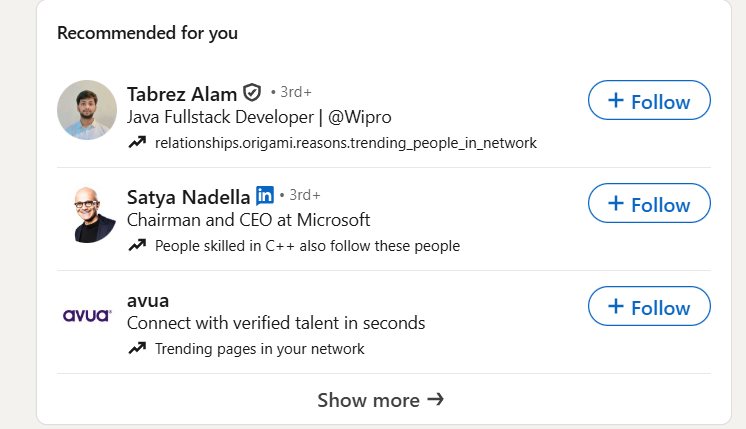 Recommended for you
Tabrez Alam • 3rd+
Java Fullstack Developer | @Wipro
relationships.origami.reasons.trending_people_in_network
+ Follow
Satya Nadella in • 3rd+
Chairman and CEO at Microsoft
People skilled in C++ also follow these people
+ Follow
avua
avua
Connect with verified talent in seconds
Trending pages in your network
+ Follow
Show more →